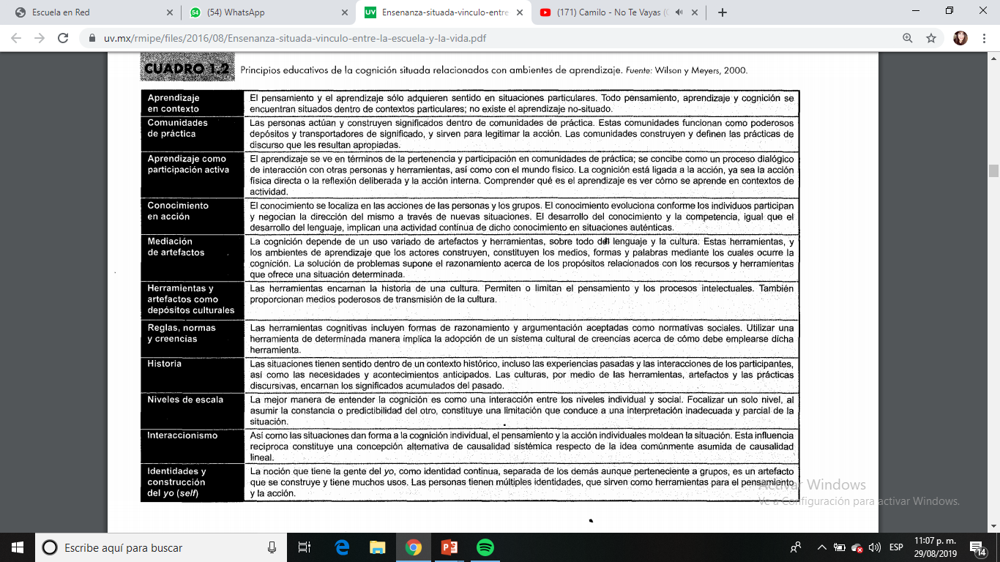 Escuela en Red
(54) WhatsApp
Ensenanza-situada-vinculo-entre
(171) Camilo - No Te Vayas (
uv.mx/rmipe/files/2016/08/Ensenanza-situada-vinculo-entre-la-escuela-y-la-vida.pdf
CUADRO 1.2 Principios educativos de la cognición situada relacionados con ambientes de aprendizaje. Fuente: Wilson y Meyers, 2000.
Aprendizaje
en contexto
El pensamiento y el aprendizaje sólo adquieren sentido en situaciones particulares. Todo pensamiento, aprendizaje y cognición se
encuentran situados dentro de contextos particulares; no existe el aprendizaje no-situado.
Comunidades
de práctica
Las personas actúan y construyen significados dentro de comunidades de práctica. Estas comunidades funcionan como poderosos
depósitos y transportadores de significado, y sirven para legitimar la acción. Las comunidades construyen y definen las prácticas de
discurso que les resultan apropiadas.
Aprendizaje como
participación activa
El aprendizaje se ve en términos de la pertenencia y participación en comunidades de práctica; se concibe como un proceso dialógico
de interacción con otras personas y herramientas, así como con el mundo físico. La cognición está ligada a la acción, ya sea la acción
física directa o la reflexión deliberada y la acción interna. Comprender qué es el aprendizaje es ver cómo se aprende en contextos de
actividad.
Conocimiento
en acción
El conocimiento se localiza en las acciones de las personas y los grupos. El conocimiento evoluciona conforme los individuos participan
y negocian la dirección del mismo a través de nuevas situaciones. El desarrollo del conocimiento y la competencia, igual que el
desarrollo del lenguaje, implican una actividad continua de dicho conocimiento en situaciones auténticas.
Mediación
de artefactos
La cognición depende de un uso variado de artefactos y herramientas, sobre todo del lenguaje y la cultura. Estas herramientas, y
los ambientes de aprendizaje que los actores construyen, constituyen los medios, formas y palabras mediante los cuales ocurre la
cognición. La solución de problemas supone el razonamiento acerca de los propósitos relacionados con los recursos y herramientas
que ofrece una situación determinada.
Herramientas y
artefactos como
depósitos culturales
Las herramientas encarnan la historia de una cultura. Permiten o limitan el pensamiento y los procesos intelectuales. También
proporcionan medios poderosos de transmisión de la cultura.
Reglas, normas
y creencias
Las herramientas cognitivas incluyen formas de razonamiento y argumentación aceptadas como normativas sociales. Utilizar una
herramienta de determinada manera implica la adopción de un sistema cultural de creencias acerca de cómo debe emplearse dicha
herramienta.
Historia
Las situaciones tienen sentido dentro de un contexto histórico, incluso las experiencias pasadas y las interacciones de los participantes,
así como las necesidades y acontecimientos anticipados. Las culturas, por medio de las herramientas, artefactos y las prácticas
discursivas, encarnan los significados acumulados del pasado.
Niveles de escala
La mejor manera de entender la cognición es como una interacción entre los niveles individual y social. Focalizar un solo nivel, al
asumir la constancia o predictibilidad del otro, constituye una limitación que conduce a una interpretación inadecuada y parcial de la
situación.
Interaccionismo
Así como las situaciones dan forma a la cognición individual, el pensamiento y la acción individuales moldean la situación. Esta influencia
recíproca constituye una concepción alternativa de causalidad sistémica respecto de la idea comúnmente asumida de causalidad
lineal.
Identidades y
construcción
del yo (self)
La noción que tiene la gente del yo, como identidad continua, separada de los demás aunque perteneciente a grupos, es un artefacto
que se construye y tiene muchos usos. Las personas tienen múltiples identidades, que sirven como herramientas para el pensamiento
y la acción.
Activar Windows
Ve a Configuración para activar Windows.
Escribe aquí para buscar
ESP
11:07 p. m.
29/08/2019
14